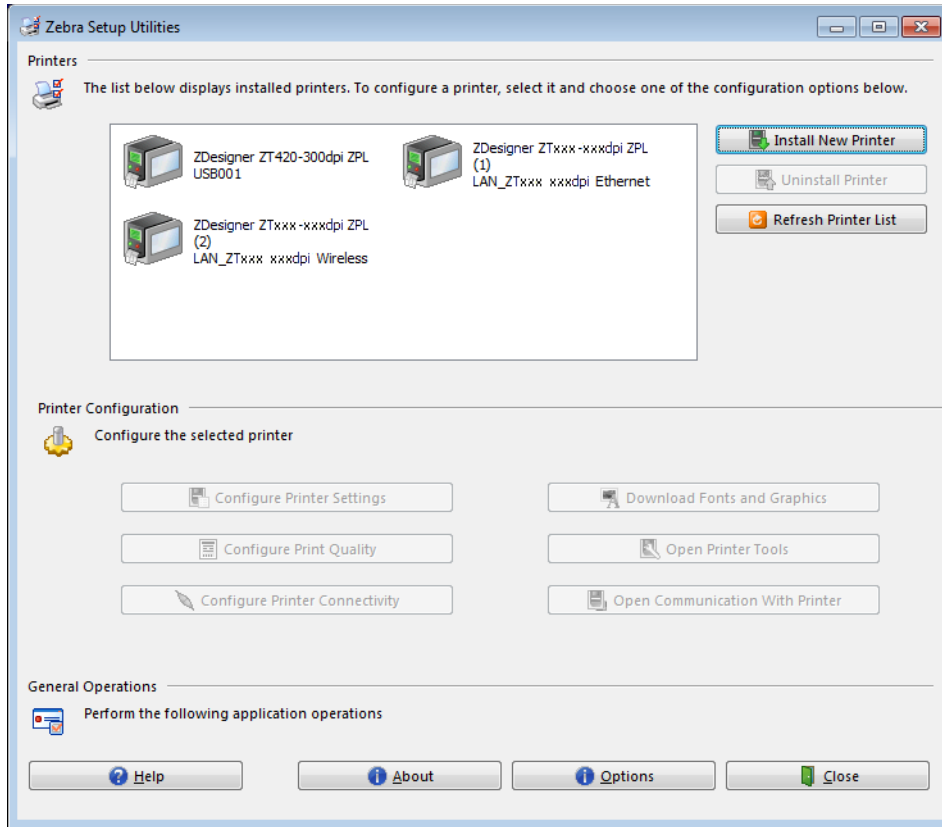 Zebra Setup Utilities
Printers
The list below displays installed printers. To configure a printer, select it and choose one of the configuration options below.
ZDesigner ZT420-300dpi ZPL
USB001
ZDesigner ZTxxx-xxxdpi ZPL
(1)
LAN_ZTxxx xxxdpi Ethernet
ZDesigner ZTxxx-xxxdpi ZPL
(2)
LAN_ZTxxx xxxdpi Wireless
Install New Printer
Uninstall Printer
Refresh Printer List
Printer Configuration
Configure the selected printer
Configure Printer Settings
Download Fonts and Graphics
Configure Print Quality
Open Printer Tools
Configure Printer Connectivity
Open Communication With Printer
General Operations
Perform the following application operations
Help
About
Options
Close